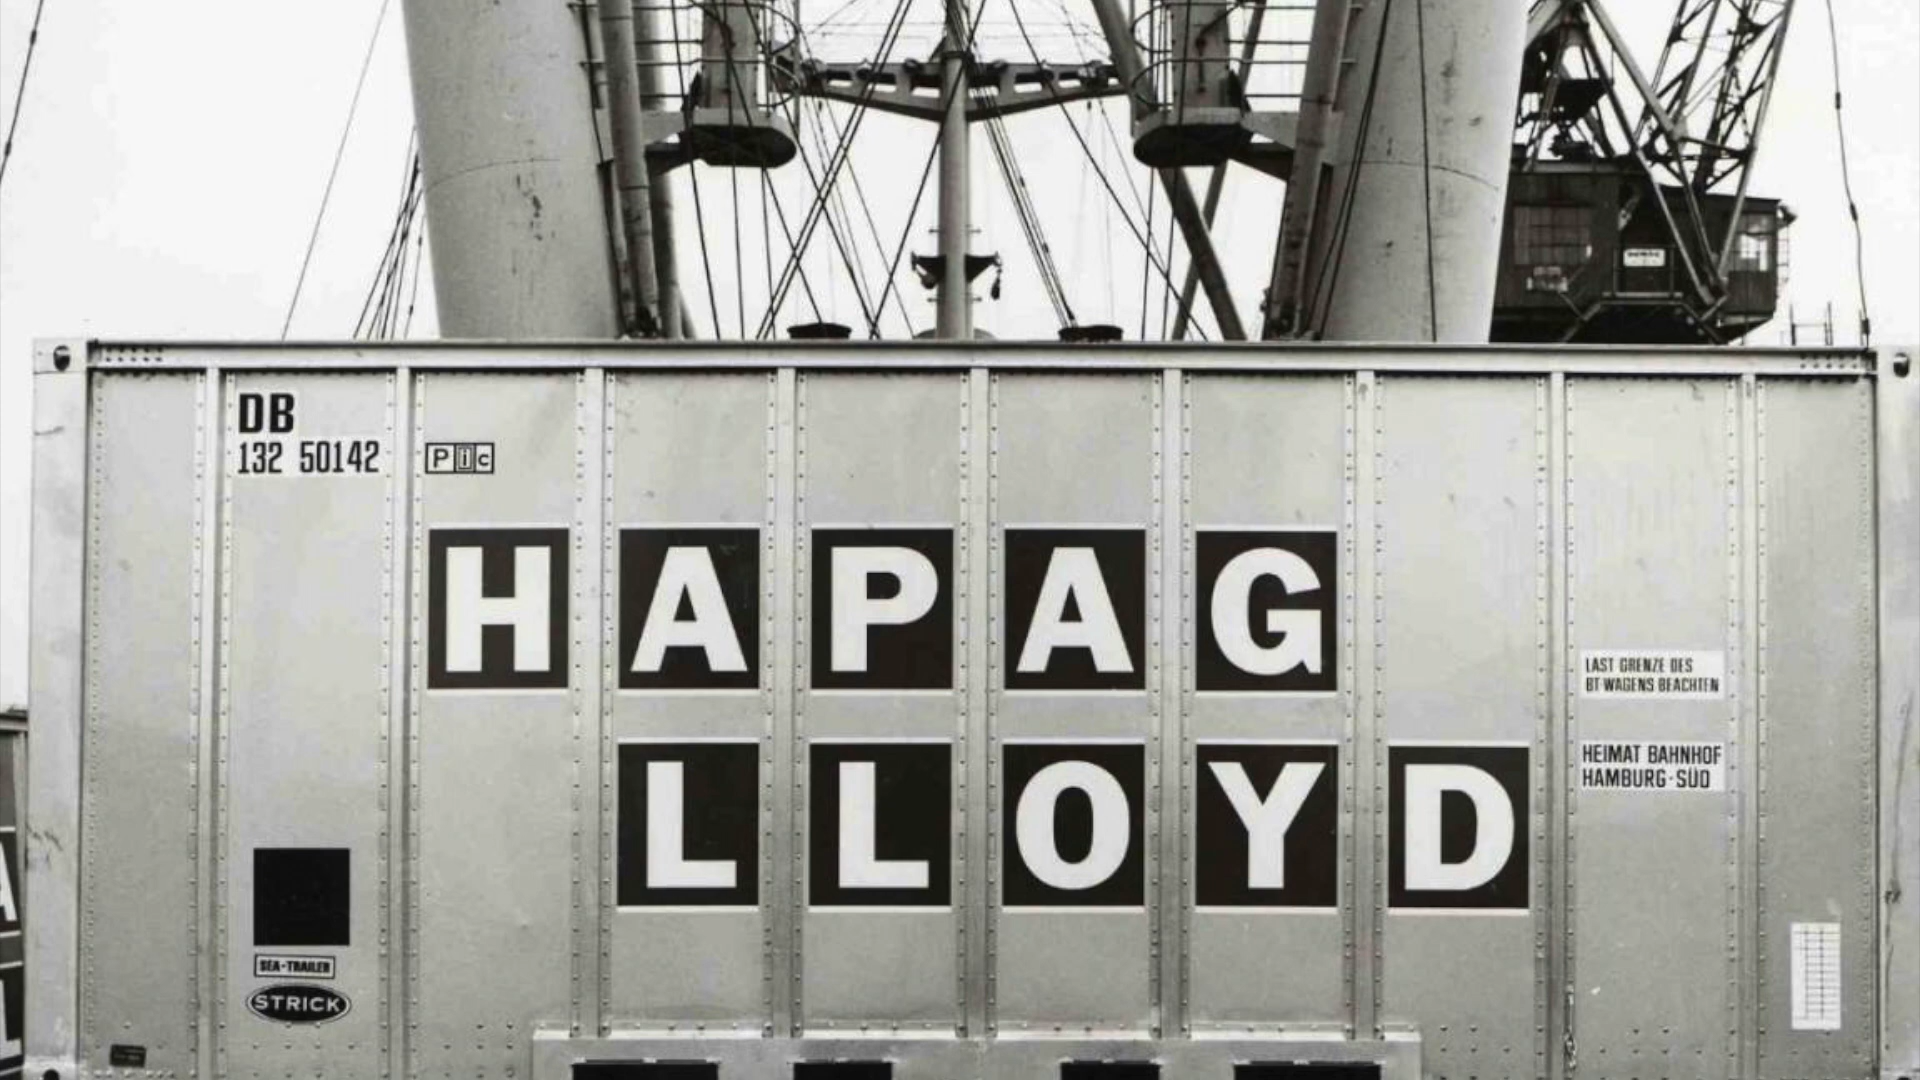 DB
132 50142
Pic
HAPAG
LLOYD
LAST GRENZE DES
BT-WAGENS BEACHTEN
HEIMAT BAHNHOF
HAMBURG-SÜD
SEA-TRAILER
STRICK